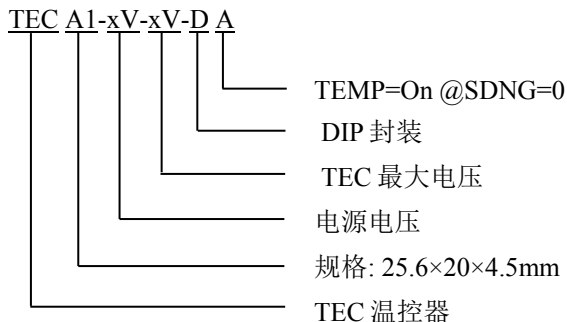 TEC A1-xV-xV-D A
TEMP=On @SDNG=0
DIP 封装
TEC 最大电压
电源电压
规格: 25.6×20×4.5mm
TEC 温控器